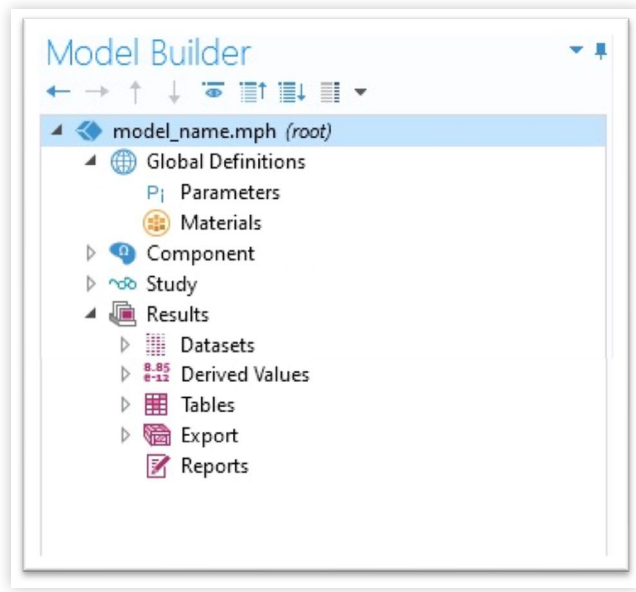 Model Builder
model_name.mph (root)
Global Definitions
Pi Parameters
Materials
Component
Study
Results
Datasets
8.85
e-12
Derived Values
Tables
Export
Reports